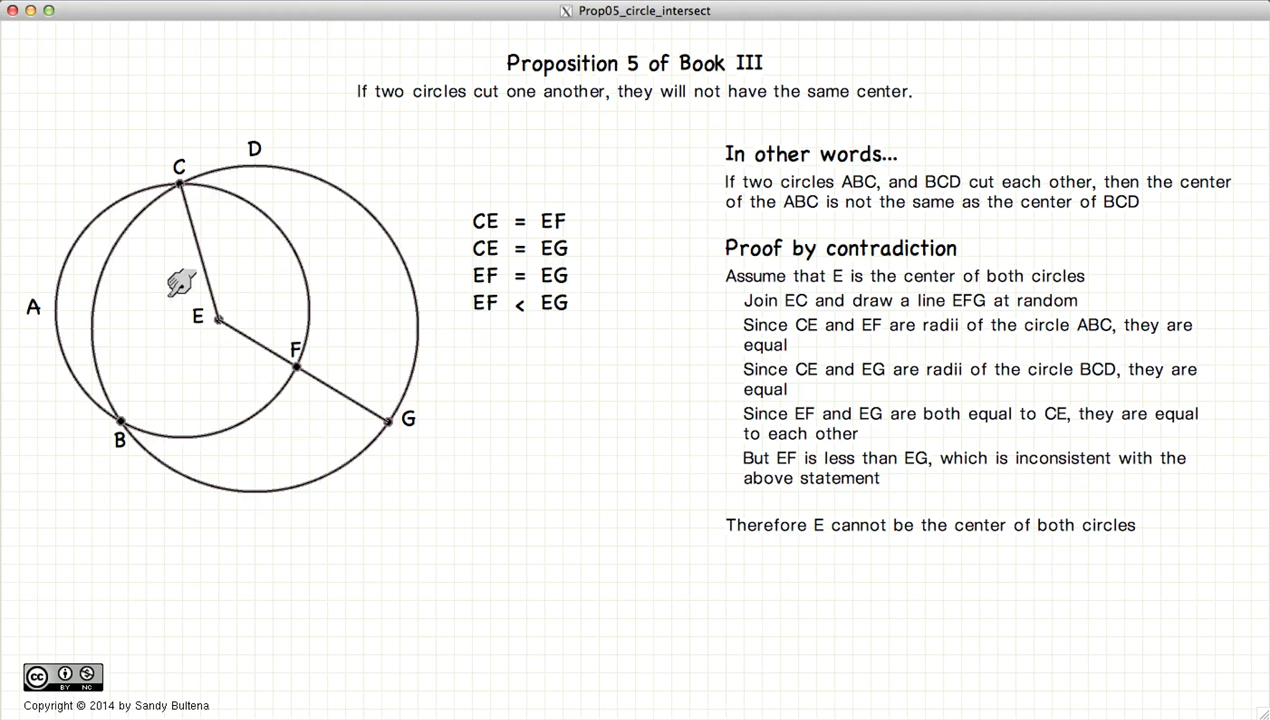 Prop05_circle_intersect
Proposition 5 of Book III
If two circles cut one another, they will not have the same center.
D
C
A
E
F
G
B
CE = EF
CE = EG
EF = EG
EF < EG
In other words...
If two circles ABC, and BCD cut each other, then the center
of the ABC is not the same as the center of BCD
Proof by contradiction
Assume that E is the center of both circles
Join EC and draw a line EFG at random
Since CE and EF are radii of the circle ABC, they are
equal
Since CE and EG are radii of the circle BCD, they are
equal
Since EF and EG are both equal to CE, they are equal
to each other
But EF is less than EG, which is inconsistent with the
above statement
Therefore E cannot be the center of both circles
cc
BY NC
Copyright © 2014 by Sandy Bultena